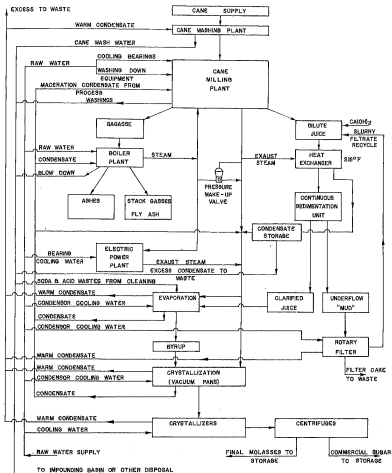 EXCESS TO WASTE
CANE SUPPLY
WARM CONDENSATE
CANE WASHING PLANT
CANE WASH WATER
COOLING BEARINGS
RAW WATER
WASHING DOWN
EQUIPMENT
MACERATION CONDENSATE FROM
PROCESS
WASHINGS
CANE
MILLING
PLANT
BAGASSE
DILUTE
JUICE
CA(OH)2
SLURRY
FILTRATE
RECYCLE
RAW WATER
CONDENSATE
BLOW DOWN
BOILER
PLANT
STEAM
EXAUST
STEAM
HEAT
EXCHANGER
218°F
PRESSURE
MAKE-UP
VALVE
ASHES
STACK GASSES
FLY ASH
CONTINUOUS
SEDIMENTATION
UNIT
CONDENSATE
STORAGE
BEARING
COOLING WATER
ELECTRIC
POWER
PLANT
EXAUST STEAM
EXCESS CONDENSATE TO
WASTE
SODA & ACID WASTES FROM CLEANING
WARM CONDENSATE
CONDENSOR COOLING WATER
CONDENSATE
EVAPORATION
CLARIFIED
JUICE
UNDERFLOW
"MUD"
CONDENSOR COOLING WATER
SYRUP
ROTARY
FILTER
WARM CONDENSATE
WARM CONDENSATE
CONDENSOR COOLING WATER
CONDENSATE
CRYSTALLIZATION
(VACUUM PANS)
FILTER CAKE
TO WASTE
WARM CONDENSATE
COOLING WATER
CRYSTALLIZERS
CENTRIFUGES
RAW WATER SUPPLY
FINAL MOLASSES TO
STORAGE
COMMERCIAL SUGAR
TO STORAGE
TO IMPOUNDING BASIN OR OTHER DISPOSAL